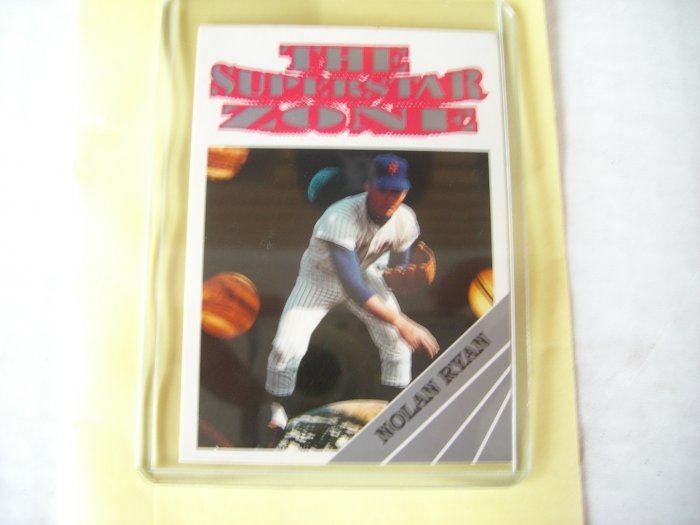 THE
SUPERSTAR
ZONE
NOLAN RYAN